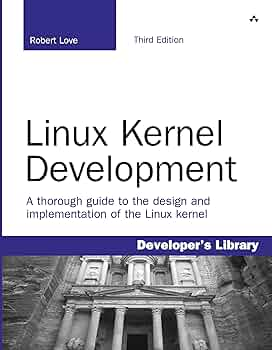 Robert Love
Third Edition
Linux Kernel
Development
A thorough guide to the design and
implementation of the Linux kernel
Developer's Library